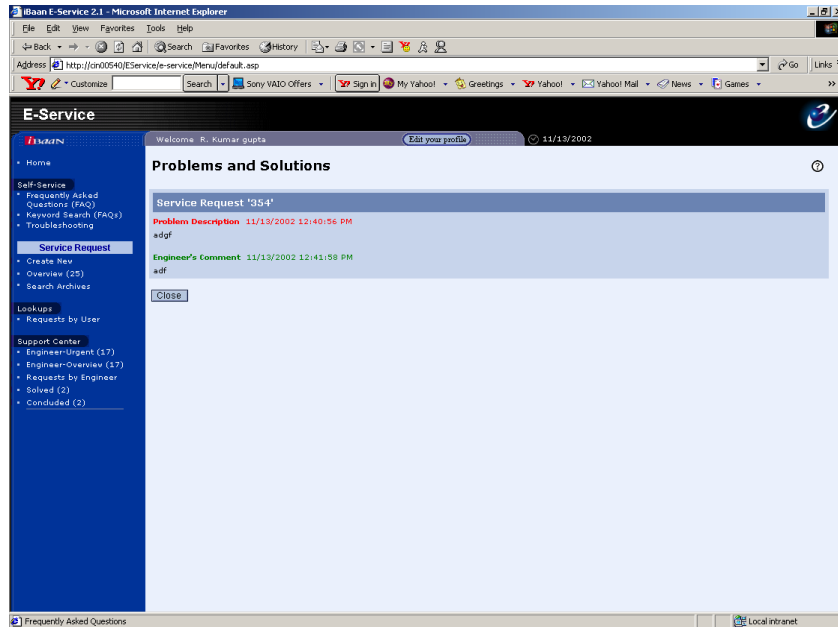 iBaan E-Service 2.1 - Microsoft Internet Explorer
File Edit View Favorites Tools Help
Back Search Favorites History
Address http://cin00540/EService/e-service/Menu/default.asp Go Links
Y? Customize Search Sony VAIO Offers Y? Sign in My Yahoo! Greetings Y? Yahoo! Yahoo! Mail News Games »
E-Service
iBaan Welcome R. Kumar gupta Edit your profile 11/13/2002
Home
Problems and Solutions
Self-Service
Frequently Asked
Questions (FAQ)
Keyword Search (FAQs)
Troubleshooting
Service Request
Create New
Overview (25)
Search Archives
Lookups
Requests by User
Support Center
Engineer-Urgent (17)
Engineer-Overview (17)
Requests by Engineer
Solved (2)
Concluded (2)
Service Request '354'
Problem Description 11/13/2002 12:40:56 PM
adgf
Engineer's Comment 11/13/2002 12:41:58 PM
adf
Close
Frequently Asked Questions Local intranet